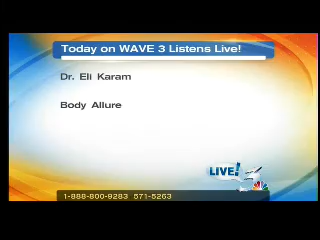 Today on WAVE 3 Listens Live!
Dr. Eli Karam
Body Allure
LIVE!
1-888-800-9283 571-5263